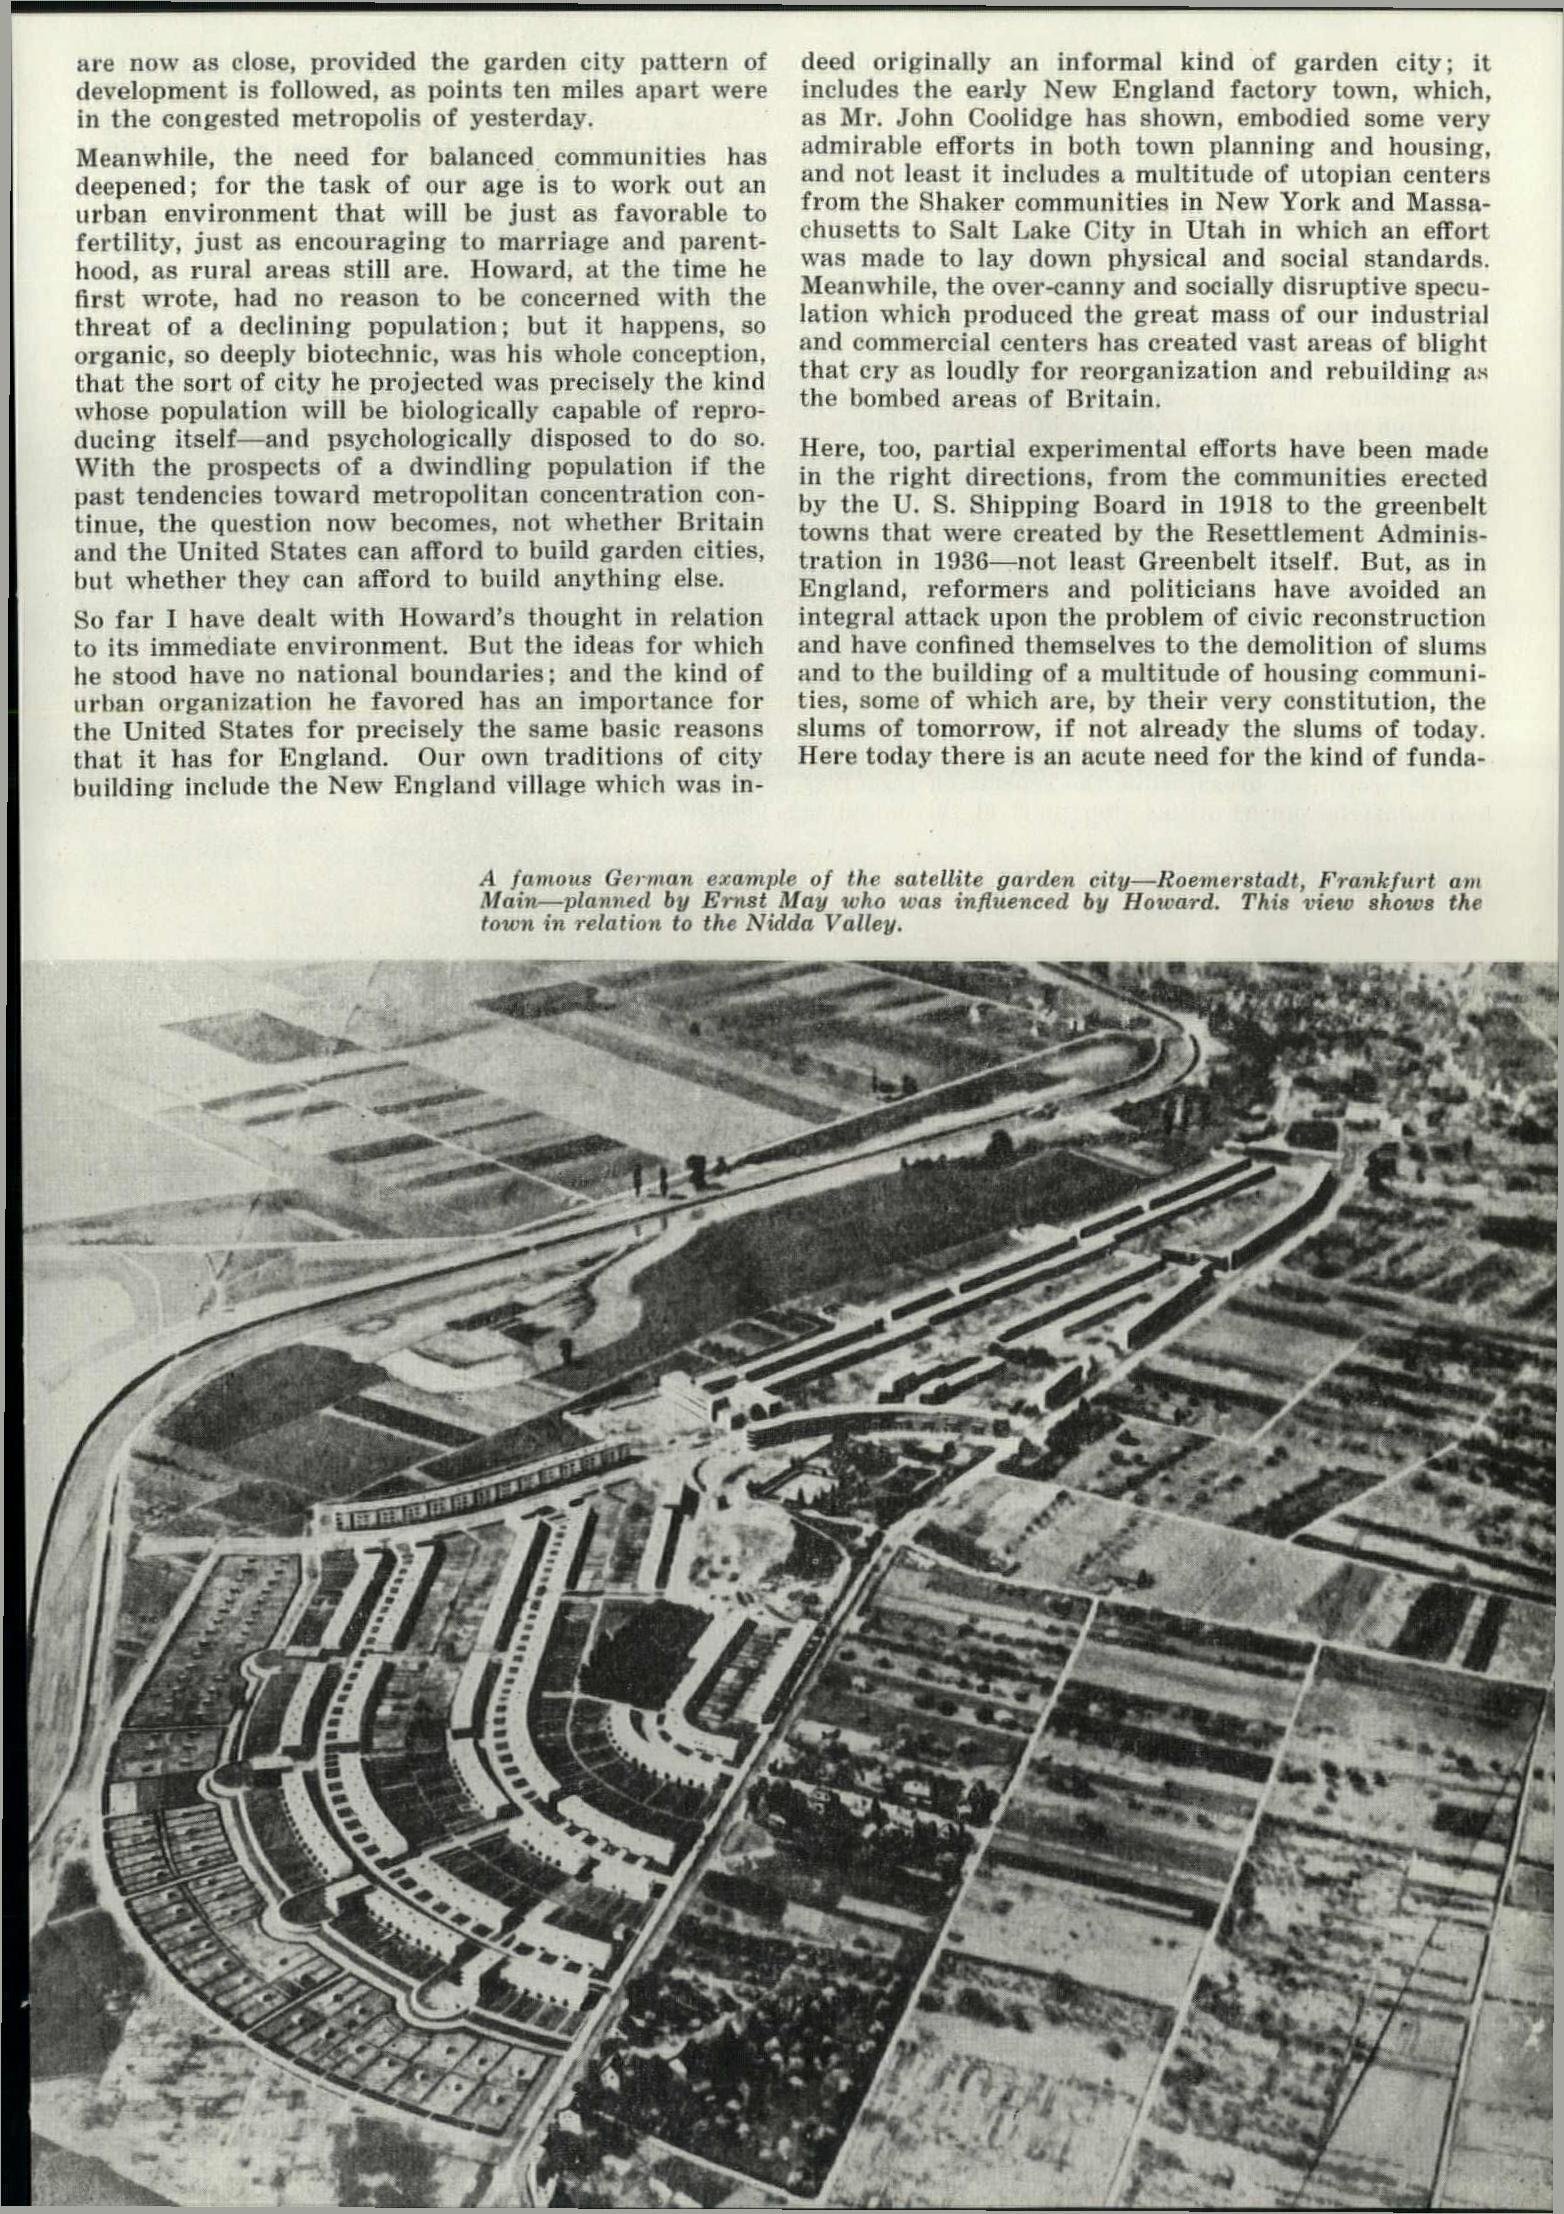 are now as close, provided the garden city pattern of
development is followed, as points ten miles apart were
in the congested metropolis of yesterday.
Meanwhile, the need for balanced communities has
deepened; for the task of our age is to work out an
urban environment that will be just as favorable to
fertility, just as encouraging to marriage and parent-
hood, as rural areas still are. Howard, at the time he
first wrote, had no reason to be concerned with the
threat of a declining population; but it happens, so
organic, so deeply biotechnic, was his whole conception,
that the sort of city he projected was precisely the kind
whose population will be biologically capable of repro-
ducing itself—and psychologically disposed to do so.
With the prospects of a dwindling population if the
past tendencies toward metropolitan concentration con-
tinue, the question now becomes, not whether Britain
and the United States can afford to build garden cities,
but whether they can afford to build anything else.
So far I have dealt with Howard's thought in relation
to its immediate environment. But the ideas for which
he stood have no national boundaries; and the kind of
urban organization he favored has an importance for
the United States for precisely the same basic reasons
that it has for England. Our own traditions of city
building include the New England village which was in-
deed originally an informal kind of garden city; it
includes the early New England factory town, which,
as Mr. John Coolidge has shown, embodied some very
admirable efforts in both town planning and housing,
and not least it includes a multitude of utopian centers
from the Shaker communities in New York and Massa-
chusetts to Salt Lake City in Utah in which an effort
was made to lay down physical and social standards.
Meanwhile, the over-canny and socially disruptive specu-
lation which produced the great mass of our industrial
and commercial centers has created vast areas of blight
that cry as loudly for reorganization and rebuilding as
the bombed areas of Britain.
Here, too, partial experimental efforts have been made
in the right directions, from the communities erected
by the U. S. Shipping Board in 1918 to the greenbelt
towns that were created by the Resettlement Adminis-
tration in 1936—not least Greenbelt itself. But, as in
England, reformers and politicians have avoided an
integral attack upon the problem of civic reconstruction
and have confined themselves to the demolition of slums
and to the building of a multitude of housing communi-
ties, some of which are, by their very constitution, the
slums of tomorrow, if not already the slums of today.
Here today there is an acute need for the kind of funda-
A famous German example of the satellite garden city—Roemerstadt, Frankfurt am
Main—planned by Ernst May who was influenced by Howard. This view shows the
town in relation to the Nidda Valley.